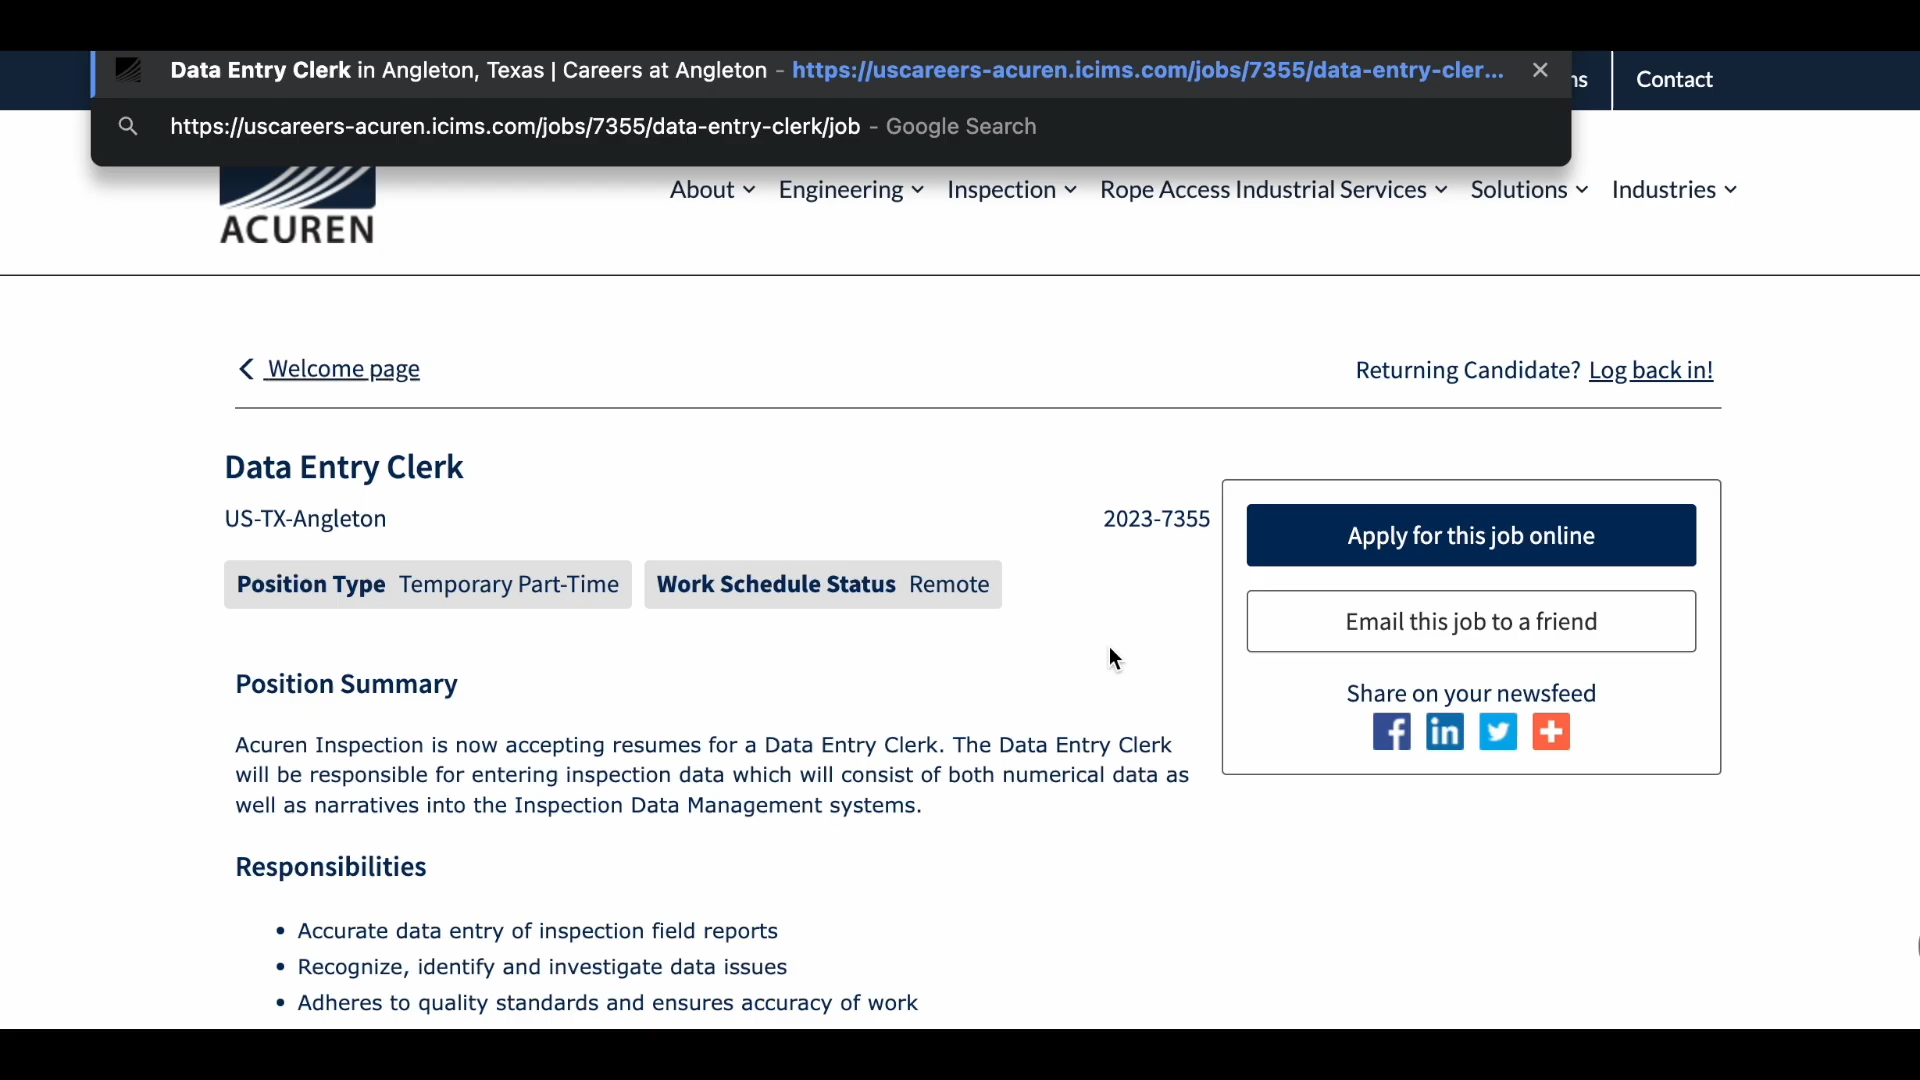 Data Entry Clerk in Angleton, Texas | Careers at Angleton - https://uscareers-acuren.icims.com/jobs/7355/data-entry-cler...
Contact
https://uscareers-acuren.icims.com/jobs/7355/data-entry-clerk/job - Google Search
ACUREN
About Engineering Inspection Rope Access Industrial Services Solutions Industries
Welcome page
Returning Candidate? Log back in!
Data Entry Clerk
US-TX-Angleton
2023-7355
Apply for this job online
Position Type Temporary Part-Time
Work Schedule Status Remote
Email this job to a friend
Position Summary
Share on your newsfeed
Acuren Inspection is now accepting resumes for a Data Entry Clerk. The Data Entry Clerk
will be responsible for entering inspection data which will consist of both numerical data as
well as narratives into the Inspection Data Management systems.
Responsibilities
• Accurate data entry of inspection field reports
• Recognize, identify and investigate data issues
• Adheres to quality standards and ensures accuracy of work